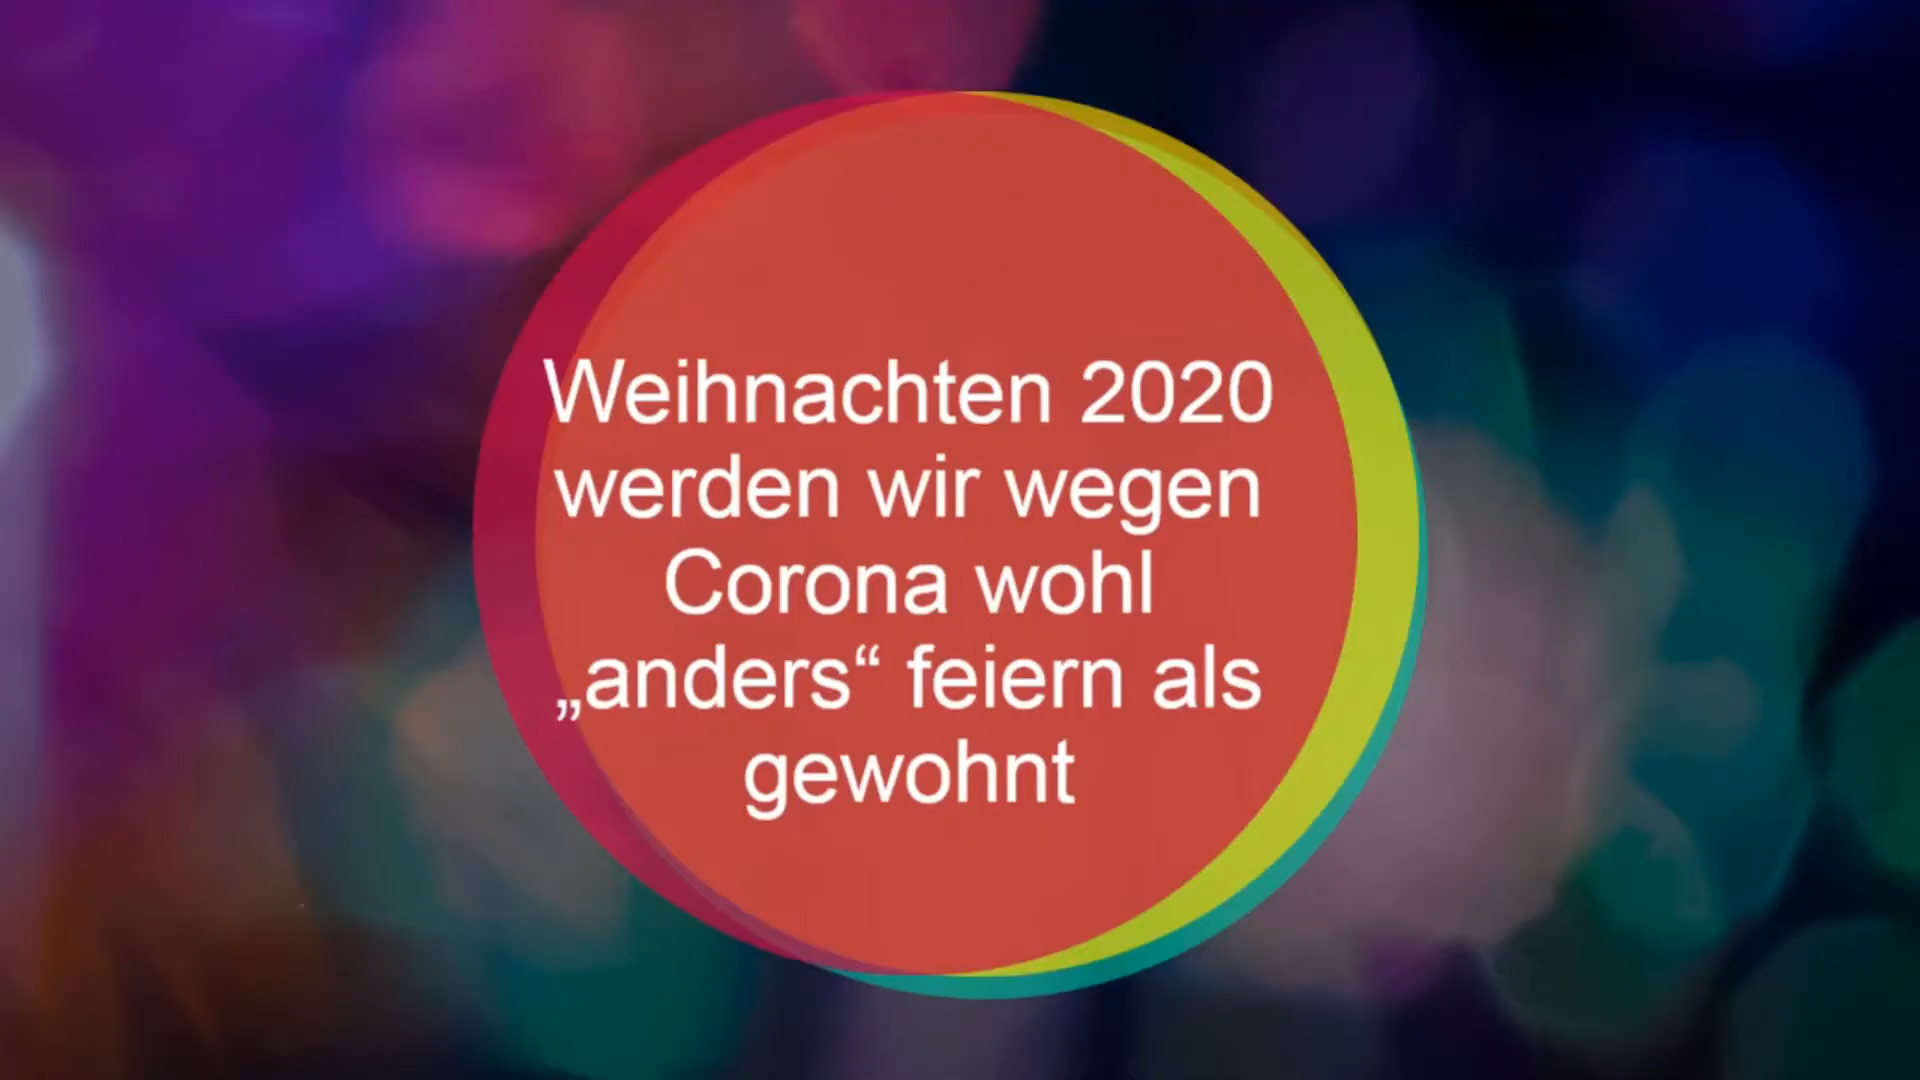 Weihnachten 2020
werden wir wegen
Corona wohl
„anders“ feiern als
gewohnt